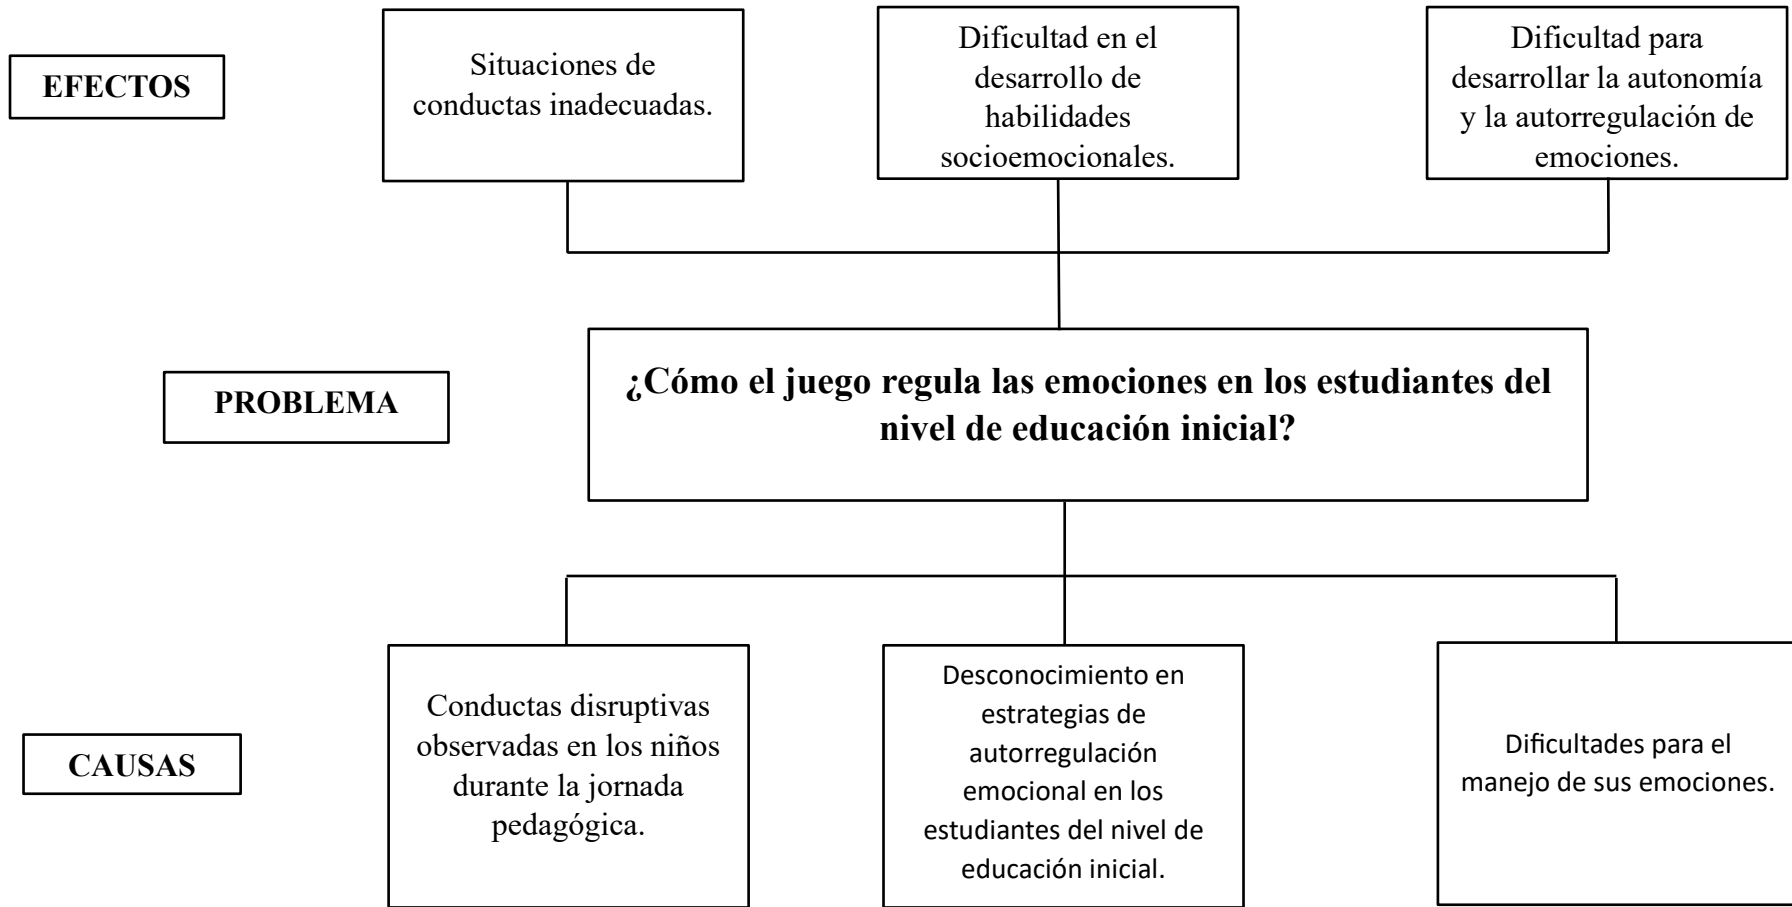 EFECTOS
Situaciones de
conductas inadecuadas.
Dificultad en el
desarrollo de
habilidades
socioemocionales.
Dificultad para
desarrollar la autonomía
y la autorregulación de
emociones.
PROBLEMA
¿Cómo el juego regula las emociones en los estudiantes del
nivel de educación inicial?
CAUSAS
Conductas disruptivas
observadas en los niños
durante la jornada
pedagógica.
Desconocimiento en
estrategias de
autorregulación
emocional en los
estudiantes del nivel de
educación inicial.
Dificultades para el
manejo de sus emociones.